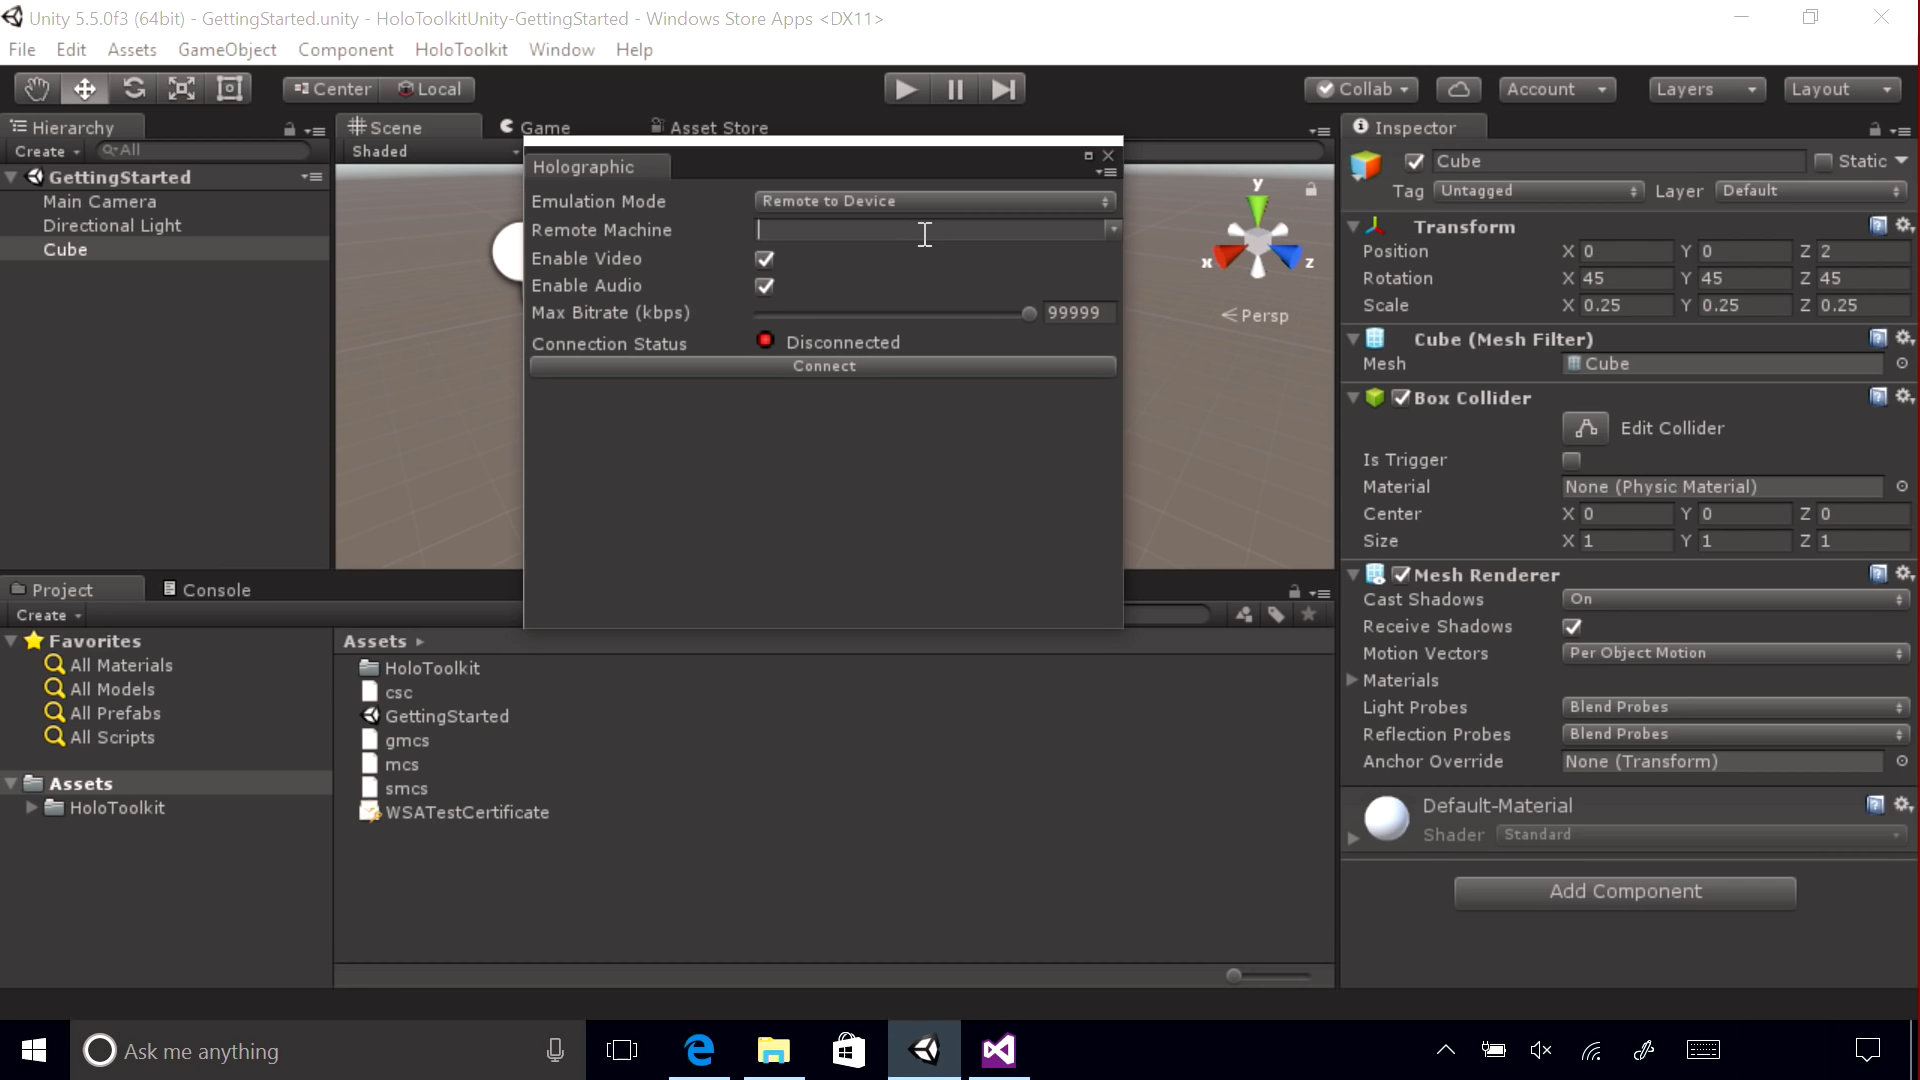 Unity 5.5.0f3 (64bit) - GettingStarted.unity - HoloToolkitUnity-GettingStarted - Windows Store Apps <DX11>
File Edit Assets GameObject Component HoloToolkit Window Help
Center Local Collab Account Layers Layout
Hierarchy
Create All
GettingStarted
Main Camera
Directional Light
Cube
Scene Game Asset Store
Shaded
y
x z
Persp
Holographic
Emulation Mode Remote to Device
Remote Machine
Enable Video
Enable Audio
Max Bitrate (kbps) 99999
Connection Status Disconnected
Connect
Inspector
Cube Static
Tag Untagged Layer Default
Transform
Position X 0 Y 0 Z 2
Rotation X 45 Y 45 Z 45
Scale X 0.25 Y 0.25 Z 0.25
Cube (Mesh Filter)
Mesh Cube
Box Collider
Edit Collider
Is Trigger
Material None (Physic Material)
Center X 0 Y 0 Z 0
Size X 1 Y 1 Z 1
Mesh Renderer
Cast Shadows On
Receive Shadows
Motion Vectors Per Object Motion
Materials
Light Probes Blend Probes
Reflection Probes Blend Probes
Anchor Override None (Transform)
Default-Material
Shader Standard
Add Component
Project Console
Create
Favorites
All Materials
All Models
All Prefabs
All Scripts
Assets
HoloToolkit
Assets
HoloToolkit
csc
GettingStarted
gmcs
mcs
smcs
WSATestCertificate
Ask me anything